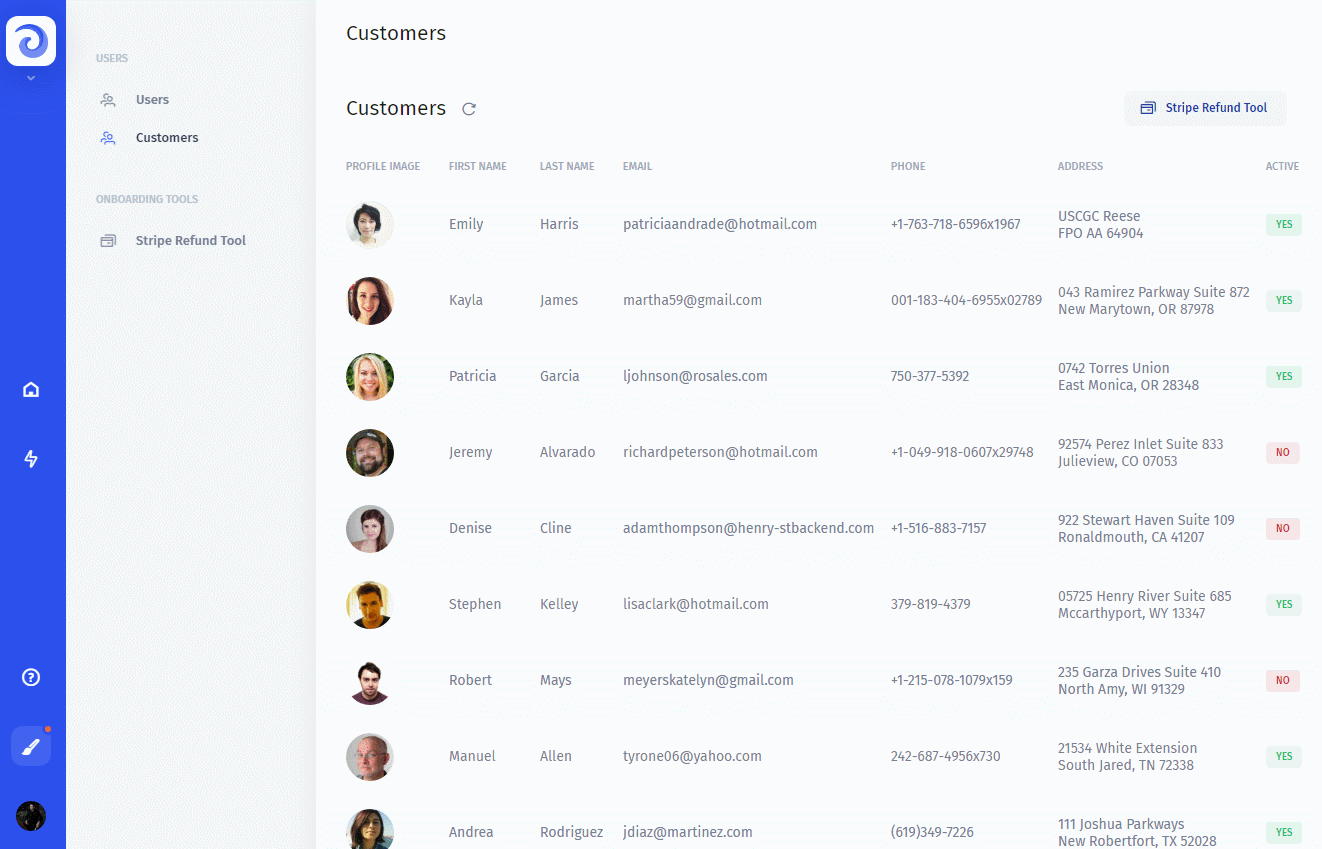 Customers
USERS
Users
Customers
ONBOARDING TOOLS
Stripe Refund Tool
Customers
Stripe Refund Tool
PROFILE IMAGE FIRST NAME LAST NAME EMAIL PHONE ADDRESS ACTIVE
Emily Harris patriciaandrade@hotmail.com +1-763-718-6596x1967 USCGC Reese YES
FPO AA 64904
Kayla James martha59@gmail.com 001-183-404-6955x02789 043 Ramirez Parkway Suite 872 YES
New Marytown, OR 87978
Patricia Garcia ljohnson@rosales.com 750-377-5392 0742 Torres Union YES
East Monica, OR 28348
Jeremy Alvarado richardpeterson@hotmail.com +1-049-918-0607x29748 92574 Perez Inlet Suite 833 NO
Julieview, CO 07053
Denise Cline adamthompson@henry-stbackend.com +1-516-883-7157 922 Stewart Haven Suite 109 NO
Ronaldmouth, CA 41207
Stephen Kelley lisaclark@hotmail.com 379-819-4379 05725 Henry River Suite 685 YES
Mccarthyport, WY 13347
Robert Mays meyerskatelyn@gmail.com +1-215-078-1079x159 235 Garza Drives Suite 410 NO
North Amy, WI 91329
Manuel Allen tyrone06@yahoo.com 242-687-4956x730 21534 White Extension YES
South Jared, TN 72338
Andrea Rodriguez jdiaz@martinez.com (619)349-7226 111 Joshua Parkways YES
New Robertfort, TX 52028